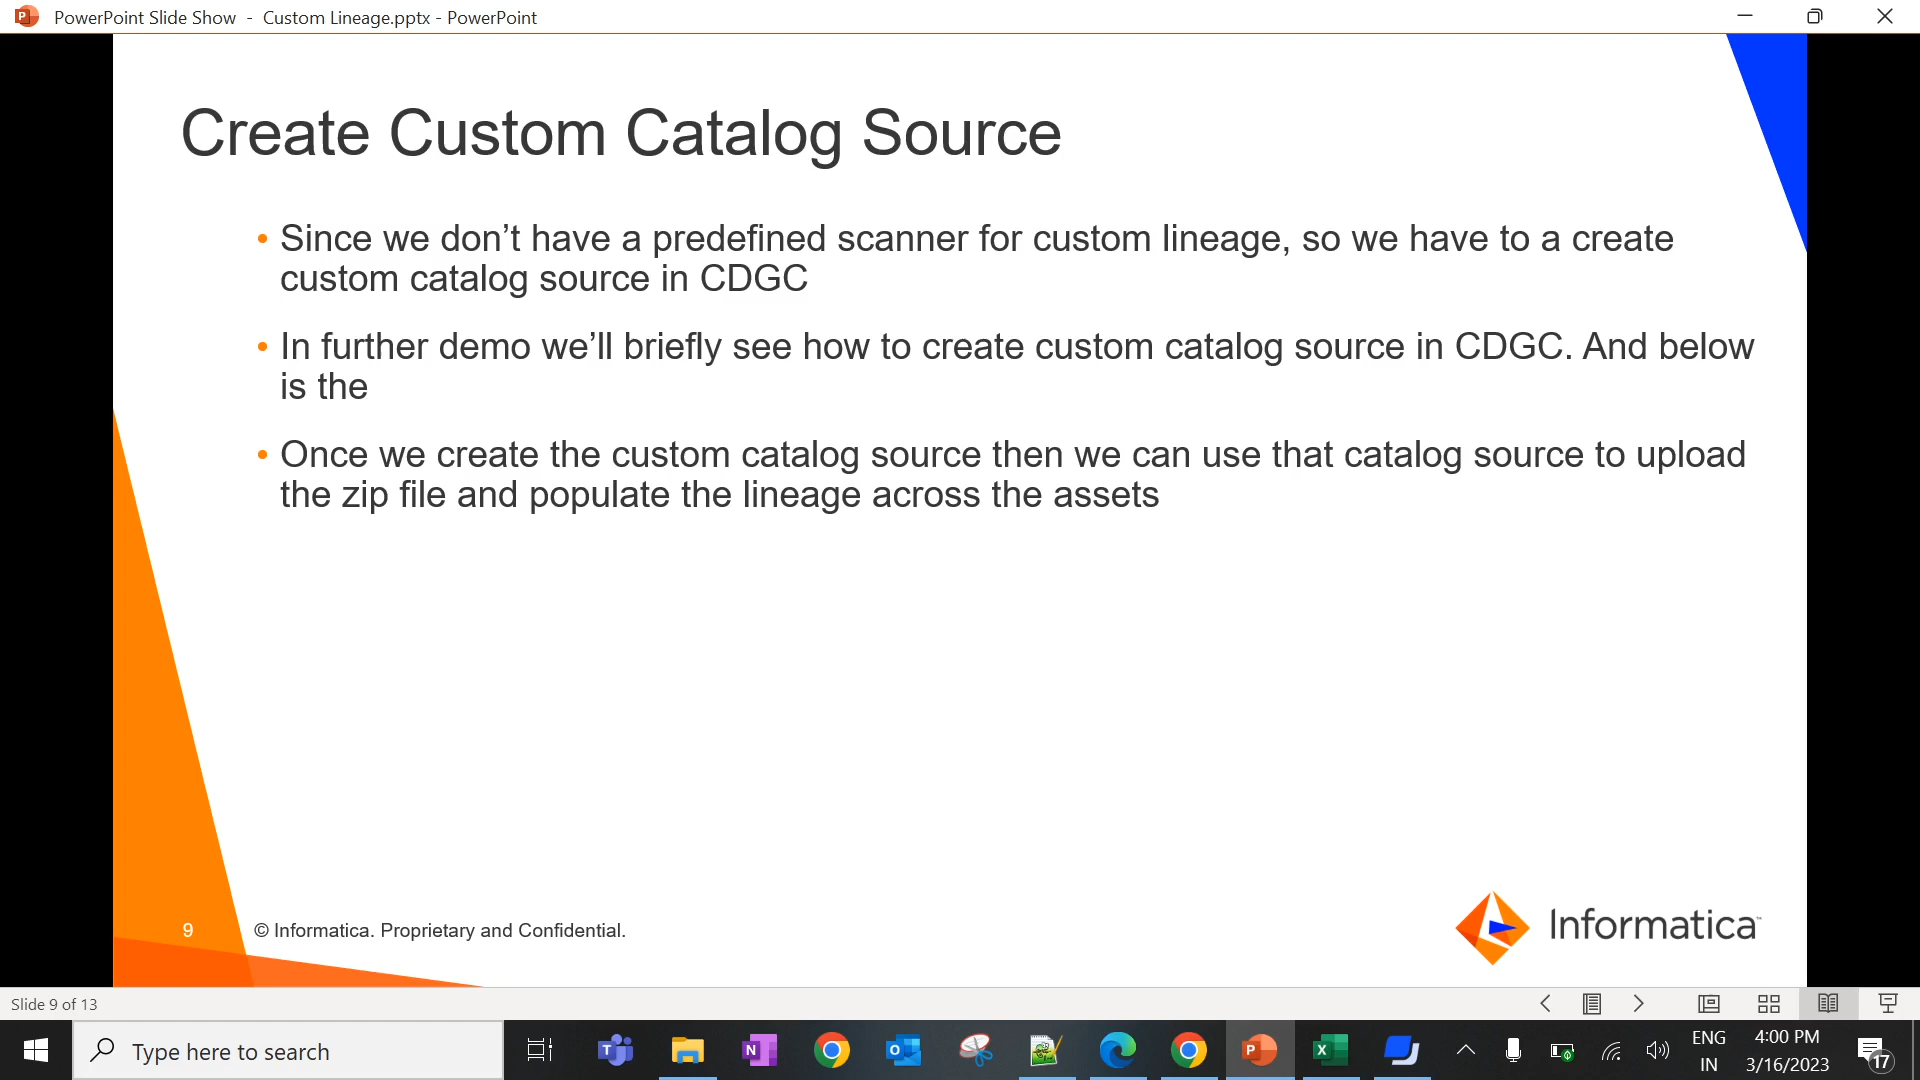 PowerPoint Slide Show - Custom Lineage.pptx - PowerPoint
Create Custom Catalog Source
• Since we don’t have a predefined scanner for custom lineage, so we have to a create
custom catalog source in CDGC
• In further demo we’ll briefly see how to create custom catalog source in CDGC. And below
is the
• Once we create the custom catalog source then we can use that catalog source to upload
the zip file and populate the lineage across the assets
9 © Informatica. Proprietary and Confidential.
Informatica
Slide 9 of 13
Type here to search
ENG
IN
4:00 PM
3/16/2023
17